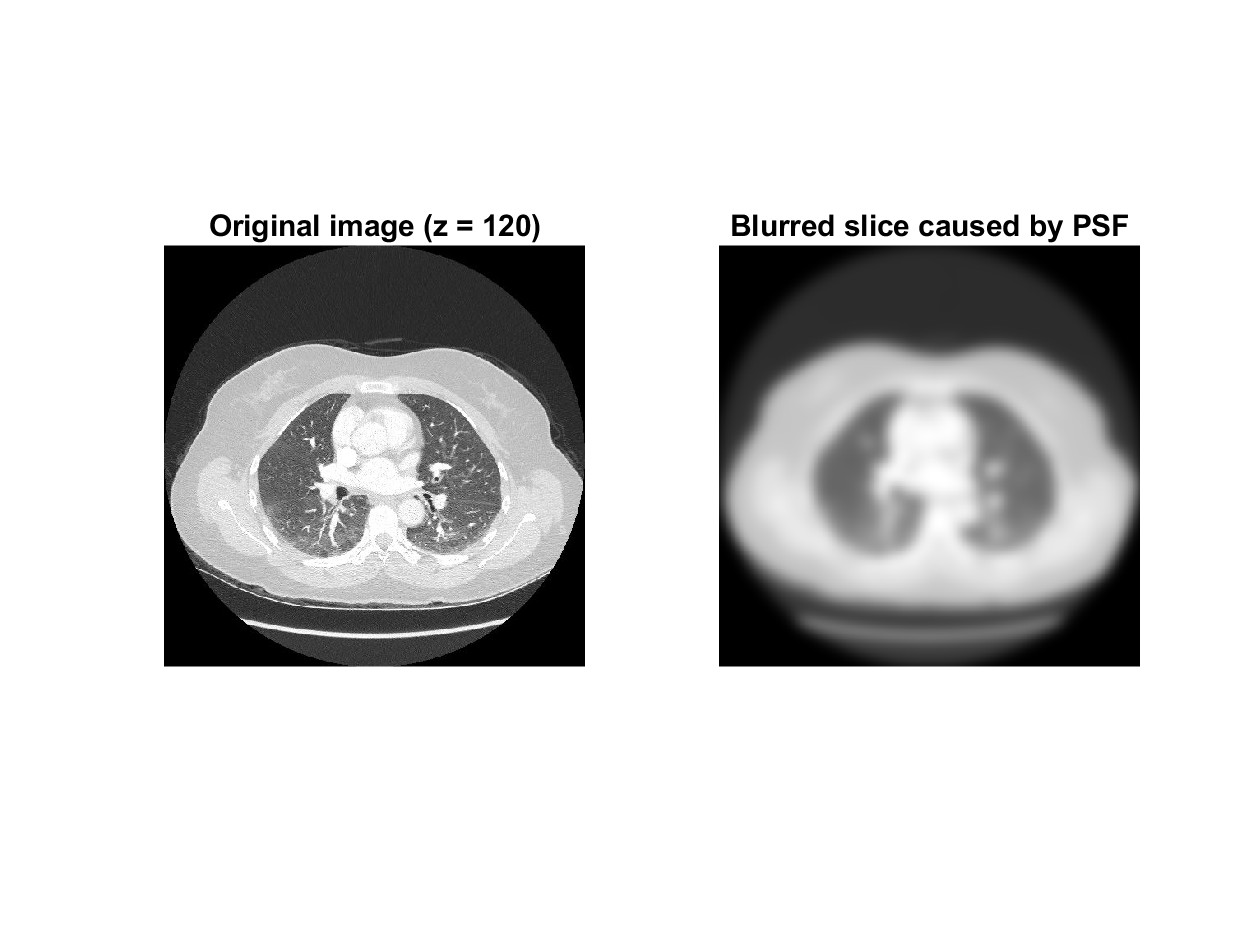 Original image (z = 120)
Blurred slice caused by PSF